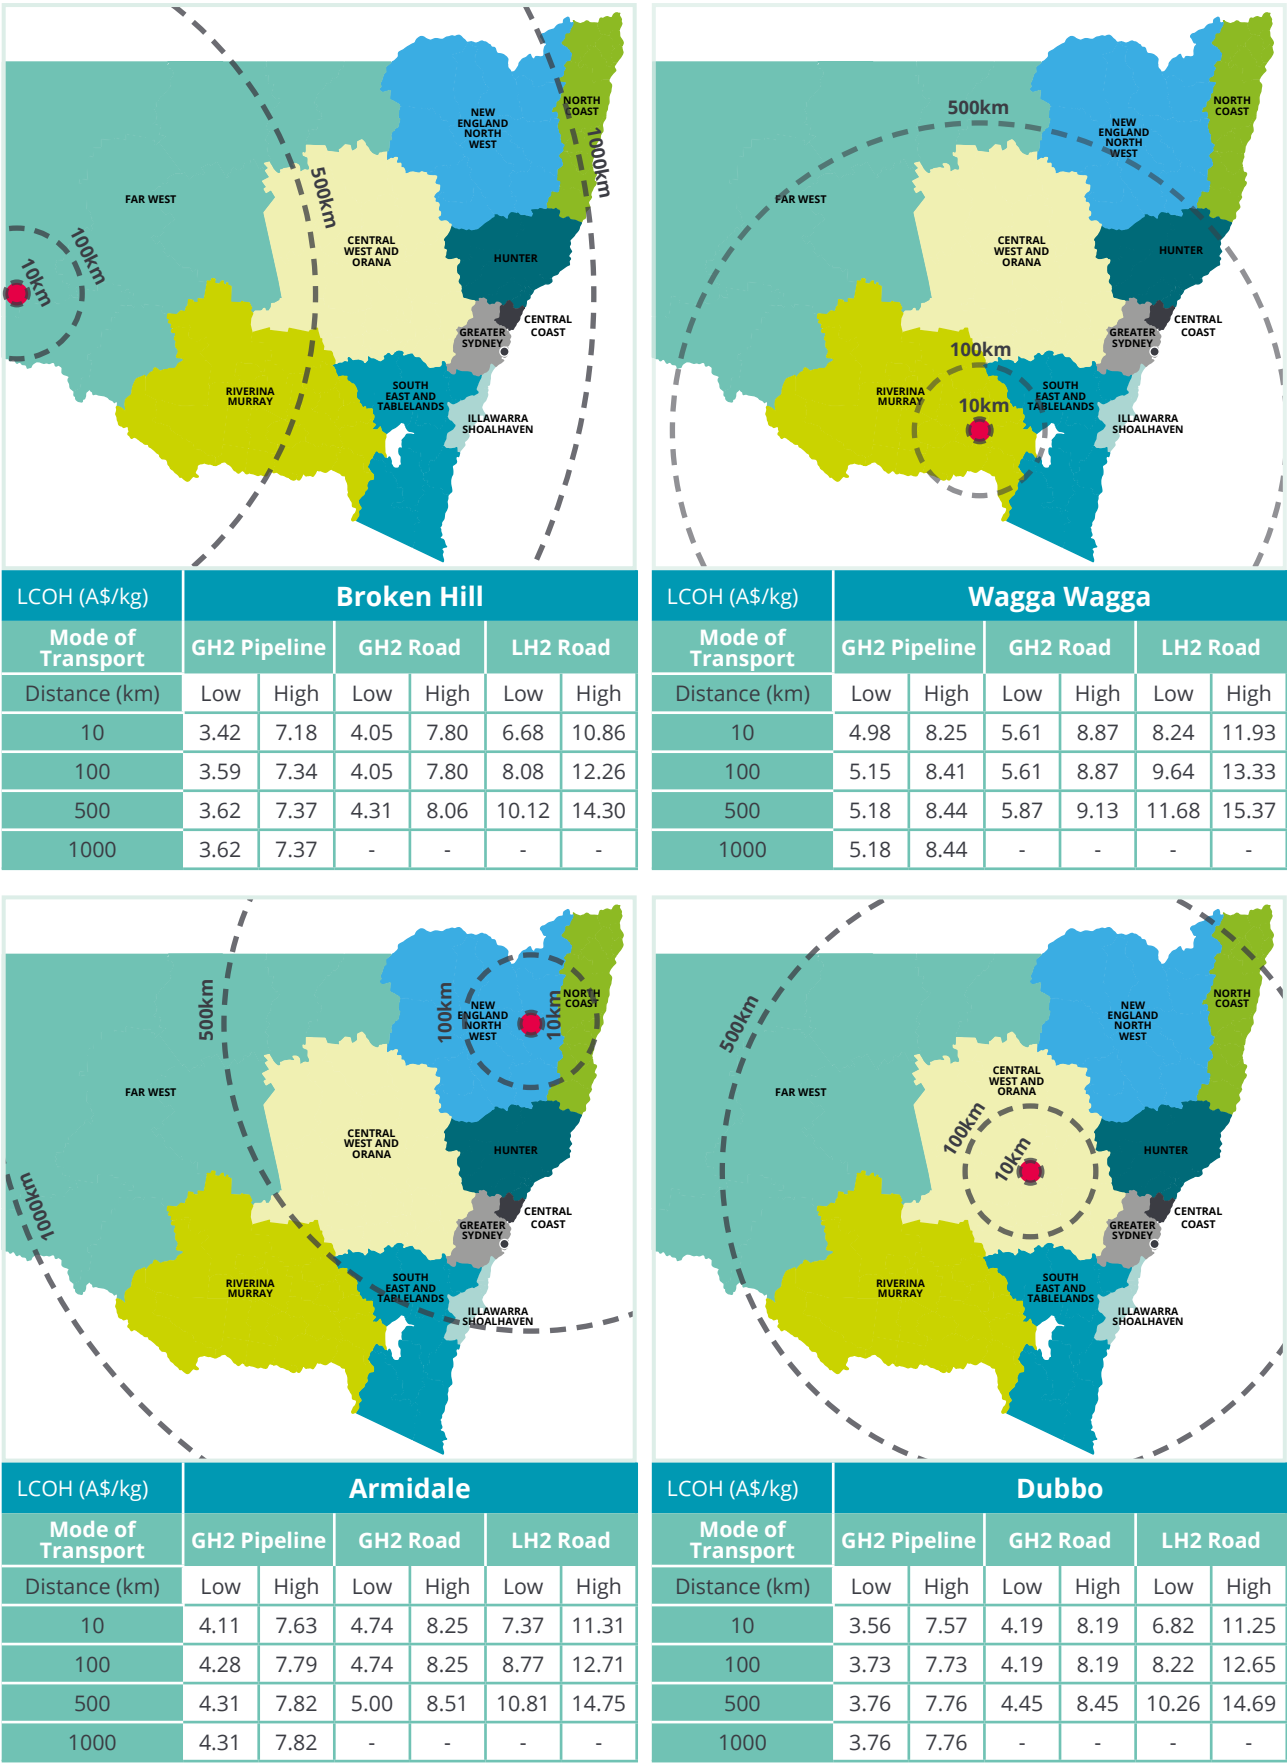 NORTH
COAST
NEW
ENGLAND
NORTH
WEST
1000km
500km
FAR WEST
100km
10km
CENTRAL
WEST AND
ORANA
HUNTER
CENTRAL
COAST
GREATER
SYDNEY
RIVERINA
MURRAY
SOUTH
EAST AND
TABLELANDS
ILLAWARRA
SHOALHAVEN
LCOH (A$/kg) Broken Hill
Mode of
Transport GH2 Pipeline GH2 Road LH2 Road
Distance (km) Low High Low High Low High
10 3.42 7.18 4.05 7.80 6.68 10.86
100 3.59 7.34 4.05 7.80 8.08 12.26
500 3.62 7.37 4.31 8.06 10.12 14.30
1000 3.62 7.37 - - - -
500km
NORTH
COAST
NEW
ENGLAND
NORTH
WEST
FAR WEST
CENTRAL
WEST AND
ORANA
HUNTER
CENTRAL
COAST
GREATER
SYDNEY
100km
10km
RIVERINA
MURRAY
SOUTH
EAST AND
TABLELANDS
ILLAWARRA
SHOALHAVEN
LCOH (A$/kg) Wagga Wagga
Mode of
Transport GH2 Pipeline GH2 Road LH2 Road
Distance (km) Low High Low High Low High
10 4.98 8.25 5.61 8.87 8.24 11.93
100 5.15 8.41 5.61 8.87 9.64 13.33
500 5.18 8.44 5.87 9.13 11.68 15.37
1000 5.18 8.44 - - - -
500km
100km
NEW
ENGLAND
NORTH
WEST
10km
NORTH
COAST
FAR WEST
CENTRAL
WEST AND
ORANA
HUNTER
1000km
CENTRAL
COAST
GREATER
SYDNEY
RIVERINA
MURRAY
SOUTH
EAST AND
TABLELANDS
ILLAWARRA
SHOALHAVEN
LCOH (A$/kg) Armidale
Mode of
Transport GH2 Pipeline GH2 Road LH2 Road
Distance (km) Low High Low High Low High
10 4.11 7.63 4.74 8.25 7.37 11.31
100 4.28 7.79 4.74 8.25 8.77 12.71
500 4.31 7.82 5.00 8.51 10.81 14.75
1000 4.31 7.82 - - - -
500km
NORTH
COAST
NEW
ENGLAND
NORTH
WEST
FAR WEST
CENTRAL
WEST AND
ORANA
100km
10km
HUNTER
CENTRAL
COAST
GREATER
SYDNEY
RIVERINA
MURRAY
SOUTH
EAST AND
TABLELANDS
ILLAWARRA
SHOALHAVEN
LCOH (A$/kg) Dubbo
Mode of
Transport GH2 Pipeline GH2 Road LH2 Road
Distance (km) Low High Low High Low High
10 3.56 7.57 4.19 8.19 6.82 11.25
100 3.73 7.73 4.19 8.19 8.22 12.65
500 3.76 7.76 4.45 8.45 10.26 14.69
1000 3.76 7.76 - - - -